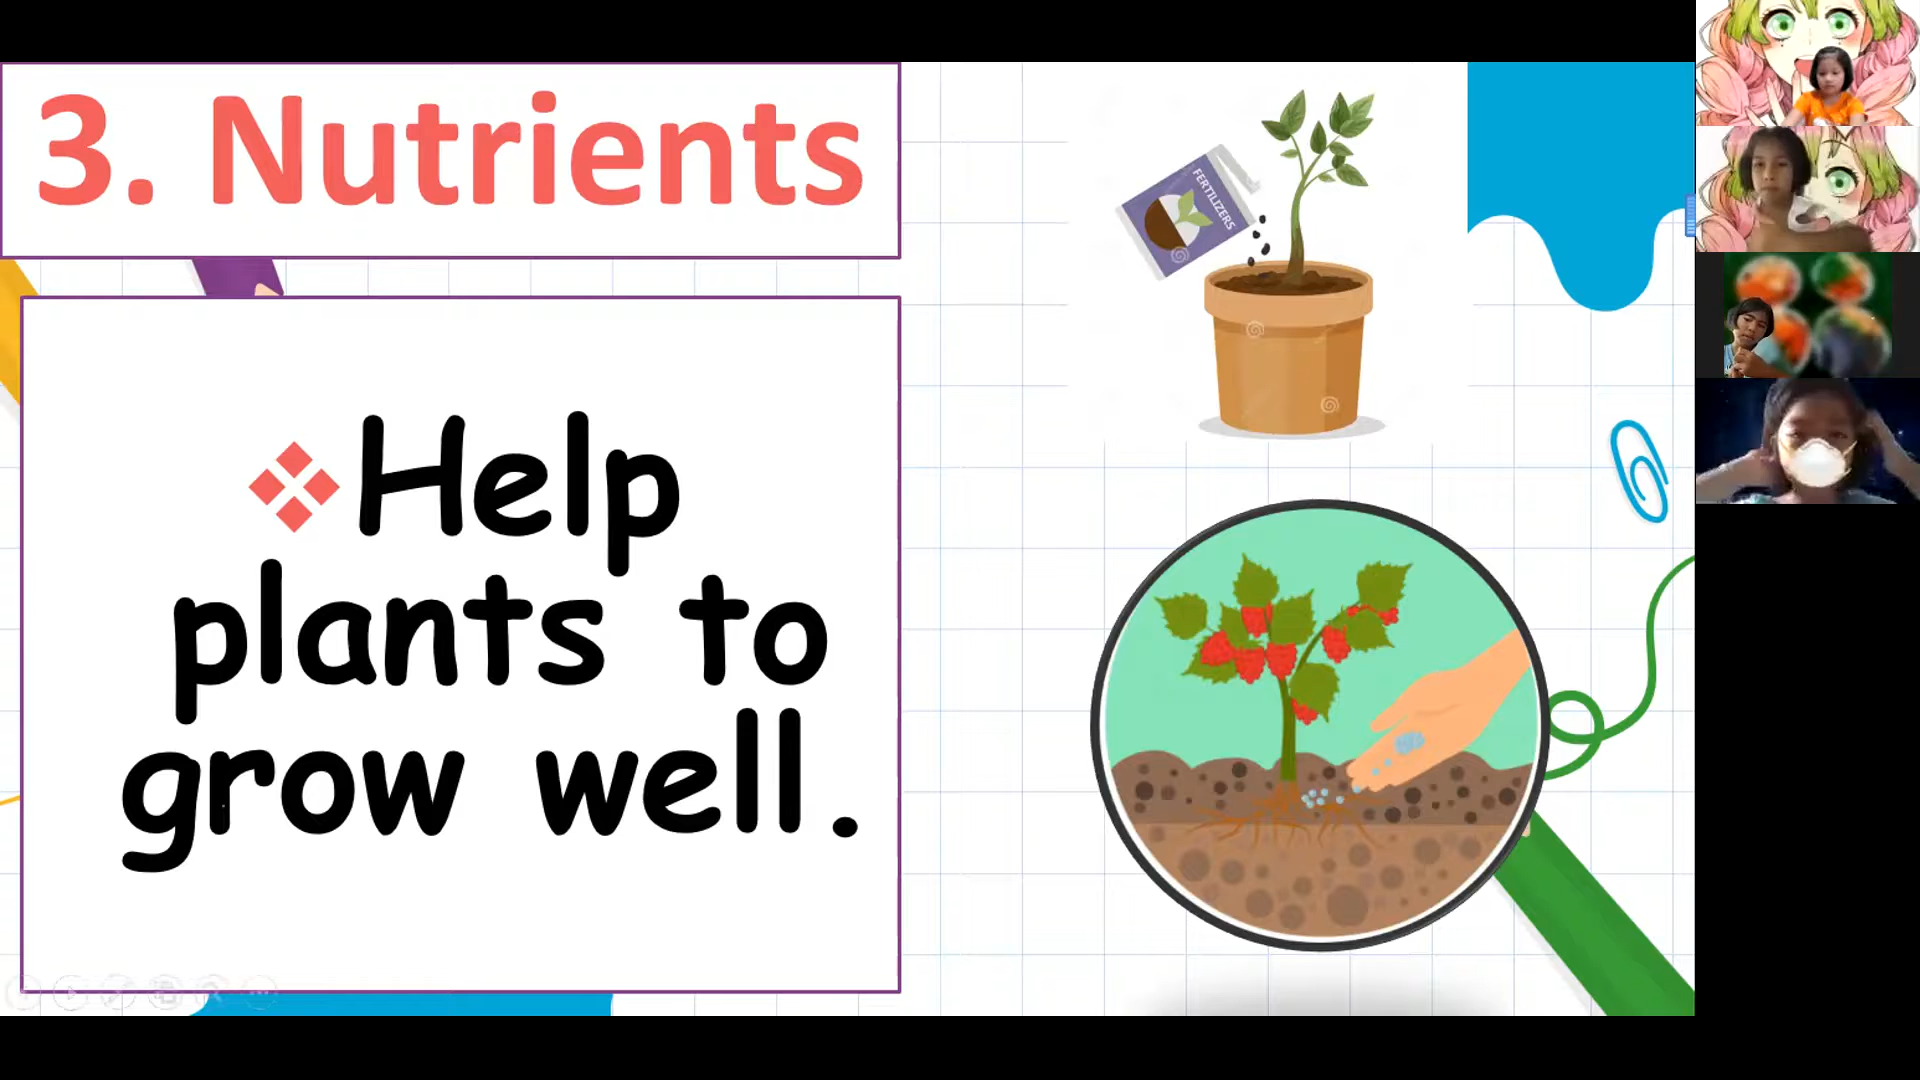 3. Nutrients
Help
plants to
grow well.
FERTILIZERS